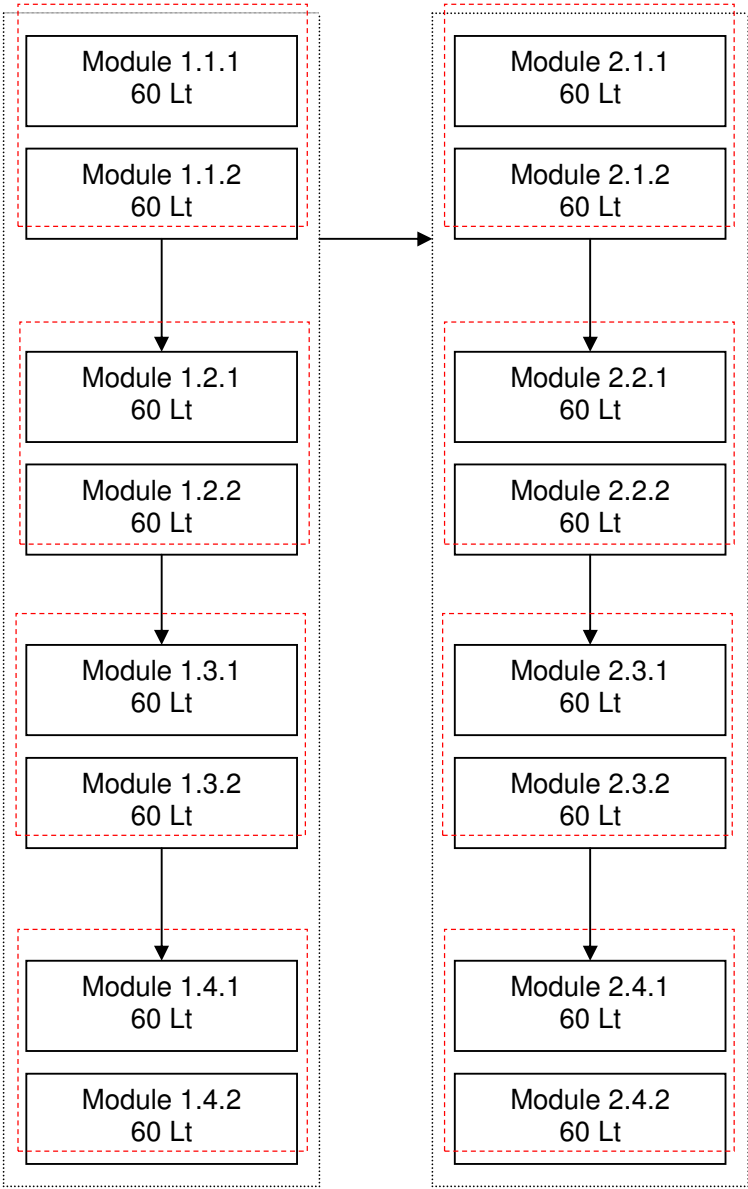 Module 1.1.1
60 Lt
Module 1.1.2
60 Lt
Module 1.2.1
60 Lt
Module 1.2.2
60 Lt
Module 1.3.1
60 Lt
Module 1.3.2
60 Lt
Module 1.4.1
60 Lt
Module 1.4.2
60 Lt
Module 2.1.1
60 Lt
Module 2.1.2
60 Lt
Module 2.2.1
60 Lt
Module 2.2.2
60 Lt
Module 2.3.1
60 Lt
Module 2.3.2
60 Lt
Module 2.4.1
60 Lt
Module 2.4.2
60 Lt